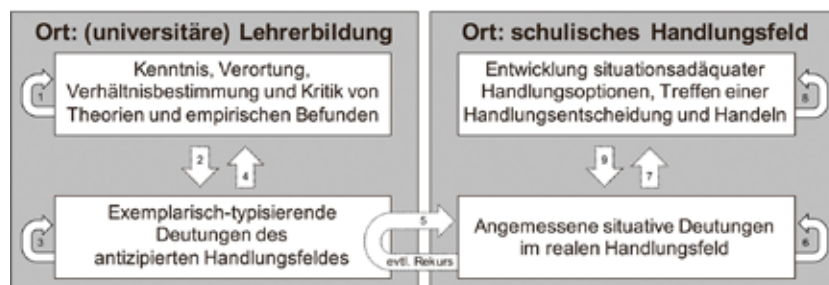 Ort: (universitäre) Lehrerbildung
Kenntnis, Verortung,
Verhältnisbestimmung und Kritik von
Theorien und empirischen Befunden
1
2
4
Exemplarisch-typisierende
Deutungen des
antizipierten Handlungsfeldes
3
5
evtl. Rekurs
Ort: schulisches Handlungsfeld
Entwicklung situationsadäquater
Handlungsoptionen, Treffen einer
Handlungsentscheidung und Handeln
8
9
7
Angemessene situative Deutungen
im realen Handlungsfeld
6